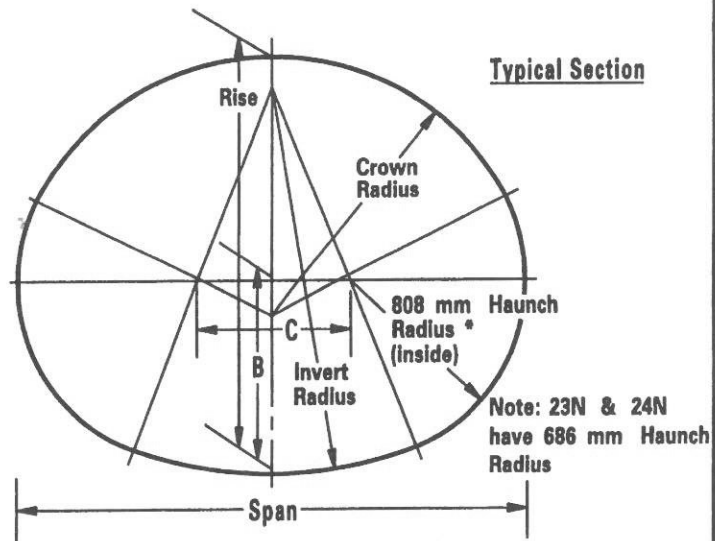 Typical Section
Rise
Crown
Radius
808 mm Haunch
Radius *
(inside)
C
B
Invert
Radius
Note: 23N & 24N
have 686 mm Haunch
Radius
Span